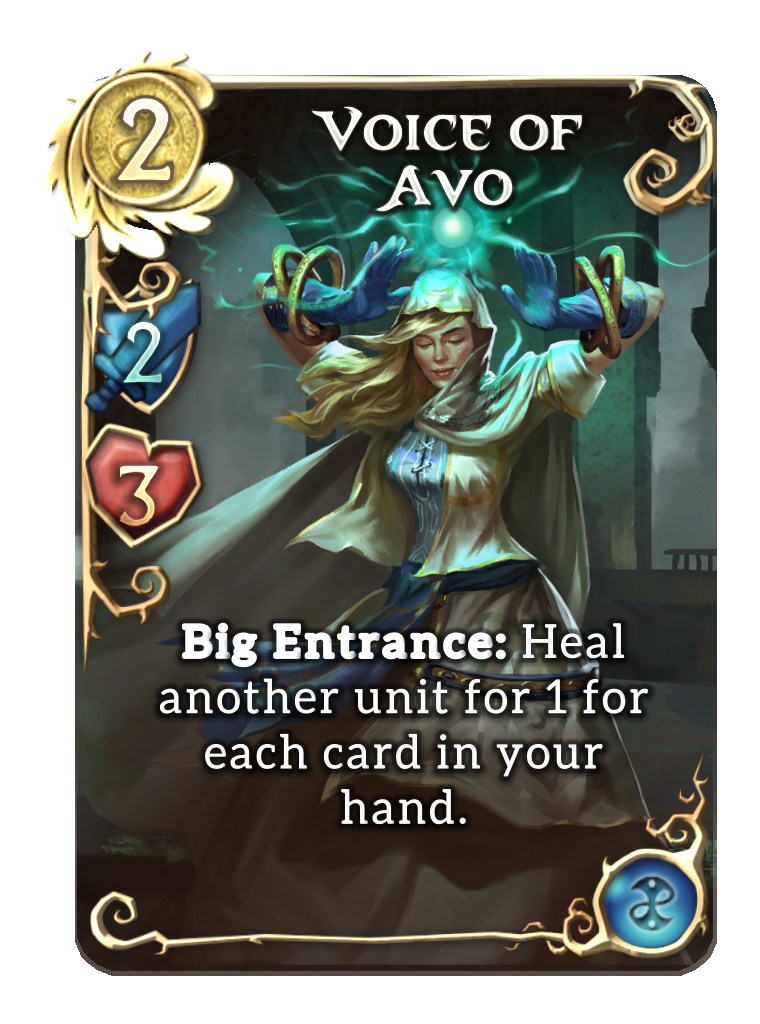 2
VOICE OF
AVO
2
3
Big Entrance: Heal
another unit for 1 for
each card in your
hand.